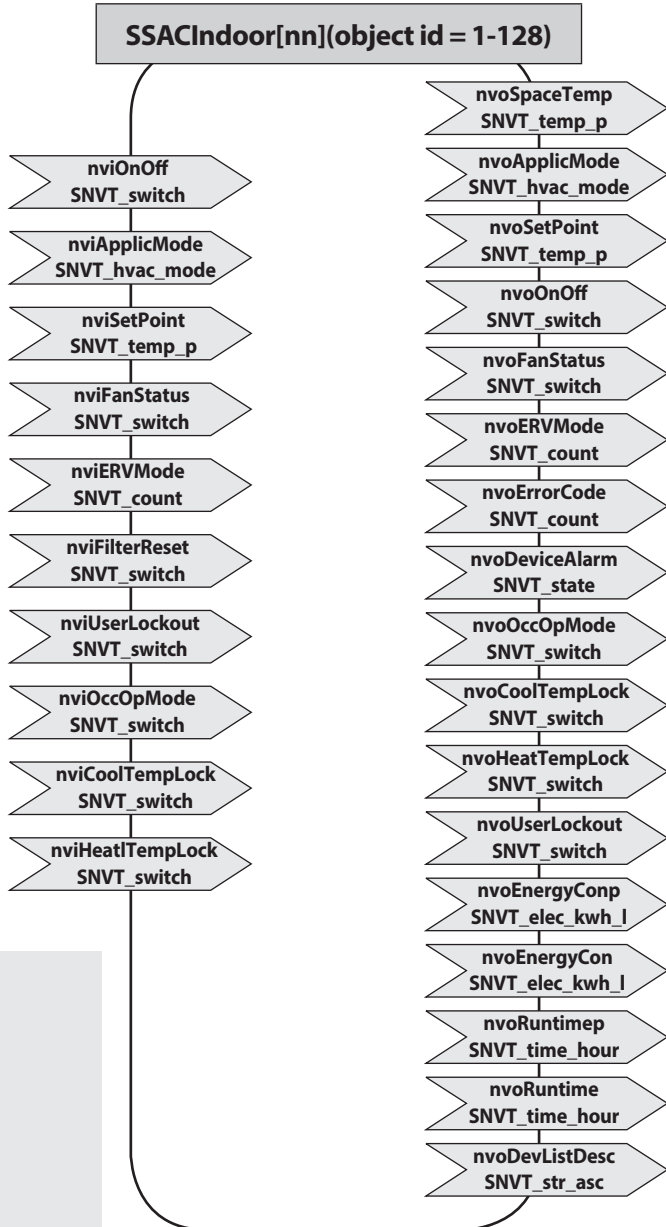 SSACIndoor[nn](object id = 1-128)
nviOnOff
SNVT_switch
nviApplicMode
SNVT_hvac_mode
nviSetPoint
SNVT_temp_p
nviFanStatus
SNVT_switch
nviERVMode
SNVT_count
nviFilterReset
SNVT_switch
nviUserLockout
SNVT_switch
nviOccOpMode
SNVT_switch
nviCoolTempLock
SNVT_switch
nviHeatlTempLock
SNVT_switch
nvoSpaceTemp
SNVT_temp_p
nvoApplicMode
SNVT_hvac_mode
nvoSetPoint
SNVT_temp_p
nvoOnOff
SNVT_switch
nvoFanStatus
SNVT_switch
nvoERVMode
SNVT_count
nvoErrorCode
SNVT_count
nvoDeviceAlarm
SNVT_state
nvoOccOpMode
SNVT_switch
nvoCoolTempLock
SNVT_switch
nvoHeatTempLock
SNVT_switch
nvoUserLockout
SNVT_switch
nvoEnergyConp
SNVT_elec_kwh_l
nvoEnergyCon
SNVT_elec_kwh_l
nvoRuntimep
SNVT_time_hour
nvoRuntime
SNVT_time_hour
nvoDevListDesc
SNVT_str_asc